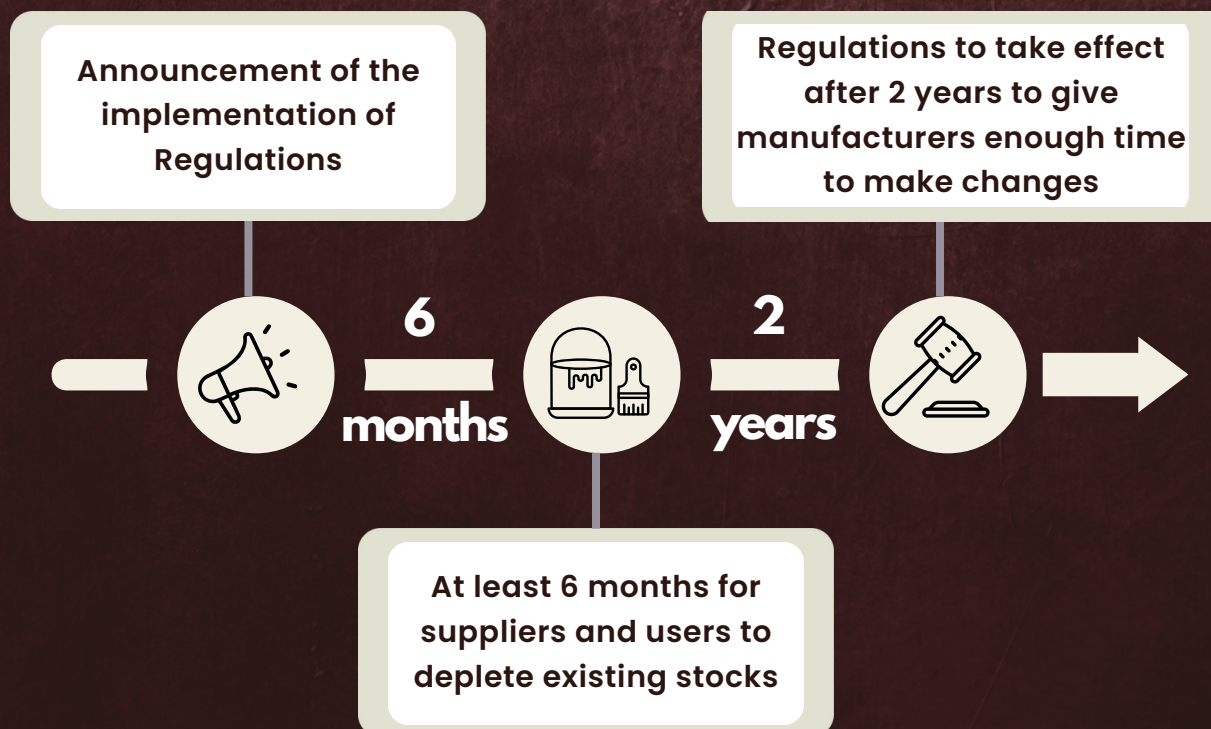 Announcement of the
implementation of
Regulations
Regulations to take effect
after 2 years to give
manufacturers enough time
to make changes
6
months
2
years
At least 6 months for
suppliers and users to
deplete existing stocks